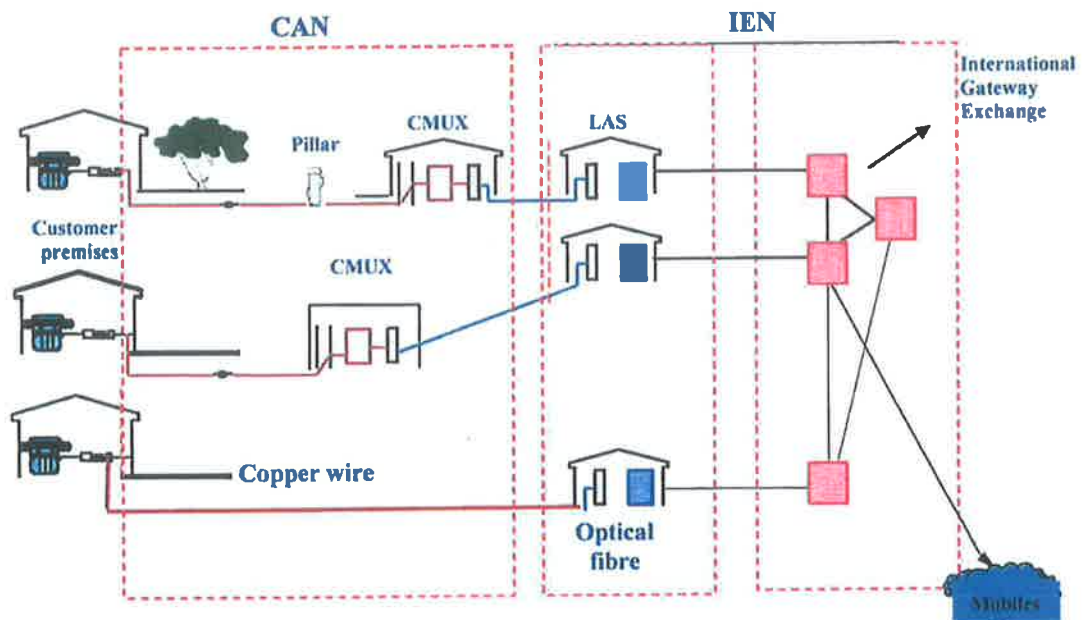 CAN
IEN
International
Gateway
Exchange
CMUX
LAS
Pillar
Customer
premises
CMUX
Copper wire
Optical
fibre
Mobiles